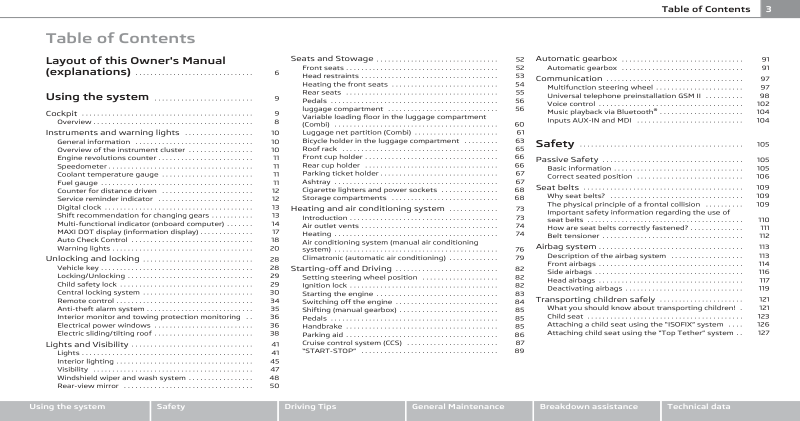 Table of Contents 3
Table of Contents
Layout of this Owner's Manual
(explanations) 6
Using the system 9
Cockpit 9
Overview 8
Instruments and warning lights 10
General information 10
Overview of the instrument cluster 10
Engine revolutions counter 11
Speedometer 11
Coolant temperature gauge 11
Fuel gauge 11
Counter for distance driven 12
Service reminder indicator 12
Digital clock 13
Shift recommendation for changing gears 13
Multi-functional indicator (onboard computer) 14
MAXI DOT display (information display) 17
Auto Check Control 18
Warning lights 20
Unlocking and locking 28
Vehicle key 28
Locking/Unlocking 29
Child safety lock 29
Central locking system 30
Remote control 34
Anti-theft alarm system 35
Interior monitor and towing protection monitoring 36
Electrical power windows 36
Electric sliding/tilting roof 38
Lights and Visibility 41
Lights 41
Interior lighting 45
Visibility 47
Windshield wiper and wash system 48
Rear-view mirror 50
Seats and Stowage 52
Front seats 52
Head restraints 53
Heating the front seats 54
Rear seats 55
Pedals 56
luggage compartment 56
Variable loading floor in the luggage compartment
(Combi) 60
Luggage net partition (Combi) 61
Bicycle holder in the luggage compartment 63
Roof rack 65
Front cup holder 66
Rear cup holder 66
Parking ticket holder 67
Ashtray 67
Cigarette lighters and power sockets 68
Storage compartments 68
Heating and air conditioning system 73
Introduction 73
Air outlet vents 74
Heating 74
Air conditioning system (manual air conditioning
system) 76
Climatronic (automatic air conditioning) 79
Starting-off and Driving 82
Setting steering wheel position 82
Ignition lock 82
Starting the engine 83
Switching off the engine 84
Shifting (manual gearbox) 85
Pedals 85
Handbrake 85
Parking aid 86
Cruise control system (CCS) 87
"START-STOP" 89
Automatic gearbox 91
Automatic gearbox 91
Communication 97
Multifunction steering wheel 97
Universal telephone preinstallation GSM II 98
Voice control 102
Music playback via Bluetooth® 104
Inputs AUX-IN and MDI 104
Safety 105
Passive Safety 105
Basic information 105
Correct seated position 106
Seat belts 109
Why seat belts? 109
The physical principle of a frontal collision 109
Important safety information regarding the use of
seat belts 110
How are seat belts correctly fastened? 111
Belt tensioner 112
Airbag system 113
Description of the airbag system 113
Front airbags 114
Side airbags 116
Head airbags 117
Deactivating airbags 119
Transporting children safely 121
What you should know about transporting children! 121
Child seat 123
Attaching a child seat using the "ISOFIX" system 126
Attaching child seat using the "Top Tether" system 127
Using the system Safety Driving Tips General Maintenance Breakdown assistance Technical data